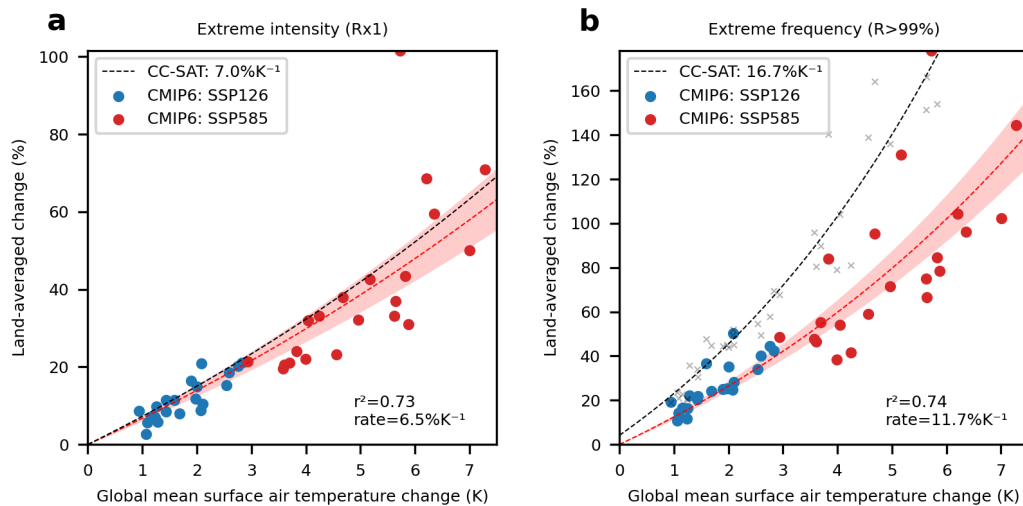 a
Extreme intensity (Rx1)
CC-SAT: 7.0%K⁻¹
CMIP6: SSP126
CMIP6: SSP585
Land-averaged change (%)
100
80
60
40
20
0
r²=0.73
rate=6.5%K⁻¹
0 1 2 3 4 5 6 7
Global mean surface air temperature change (K)
b
Extreme frequency (R>99%)
CC-SAT: 16.7%K⁻¹
CMIP6: SSP126
CMIP6: SSP585
Land-averaged change (%)
160
140
120
100
80
60
40
20
0
r²=0.74
rate=11.7%K⁻¹
0 1 2 3 4 5 6 7
Global mean surface air temperature change (K)